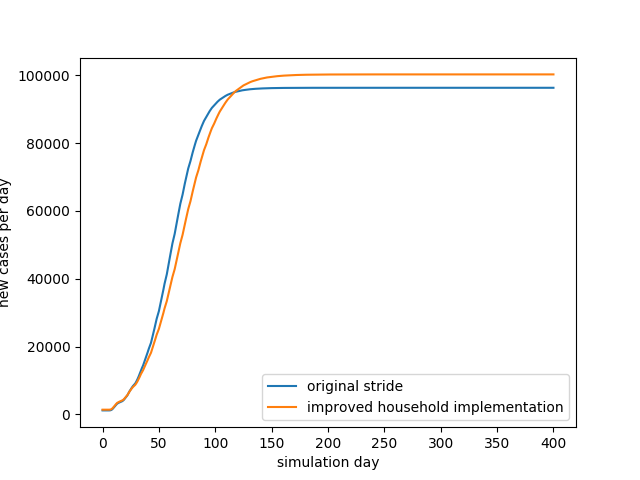 100000
80000
60000
40000
20000
0
new cases per day
0 50 100 150 200 250 300 350 400
simulation day
original stride
improved household implementation